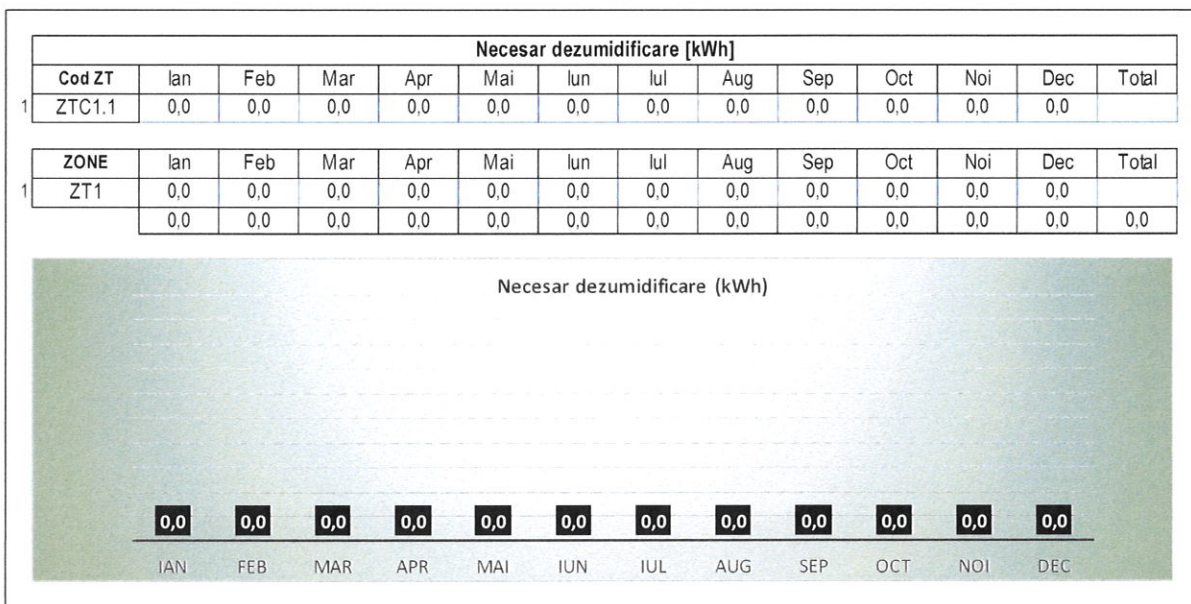 Necesar dezumidificare [kWh]
Cod ZT Ian Feb Mar Apr Mai Iun Iul Aug Sep Oct Noi Dec Total
1 ZTC1.1 0,0 0,0 0,0 0,0 0,0 0,0 0,0 0,0 0,0 0,0 0,0 0,0
ZONE Ian Feb Mar Apr Mai Iun Iul Aug Sep Oct Noi Dec Total
1 ZT1 0,0 0,0 0,0 0,0 0,0 0,0 0,0 0,0 0,0 0,0 0,0 0,0
0,0 0,0 0,0 0,0 0,0 0,0 0,0 0,0 0,0 0,0 0,0 0,0 0,0
Necesar dezumidificare (kWh)
0,0 0,0 0,0 0,0 0,0 0,0 0,0 0,0 0,0 0,0 0,0 0,0
IAN FEB MAR APR MAI IUN IUL AUG SEP OCT NOI DEC